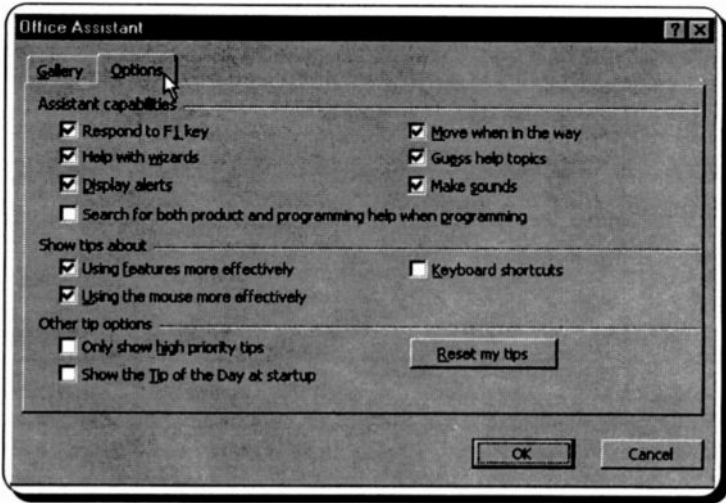 Office Assistant
Gallery Options
Assistant capabilities
Respond to F1 key Move when in the way
Help with wizards Guess help topics
Display alerts Make sounds
Search for both product and programming help when programming
Show tips about
Using features more effectively Keyboard shortcuts
Using the mouse more effectively
Other tip options
Only show high priority tips Reset my tips
Show the Tip of the Day at startup
OK Cancel